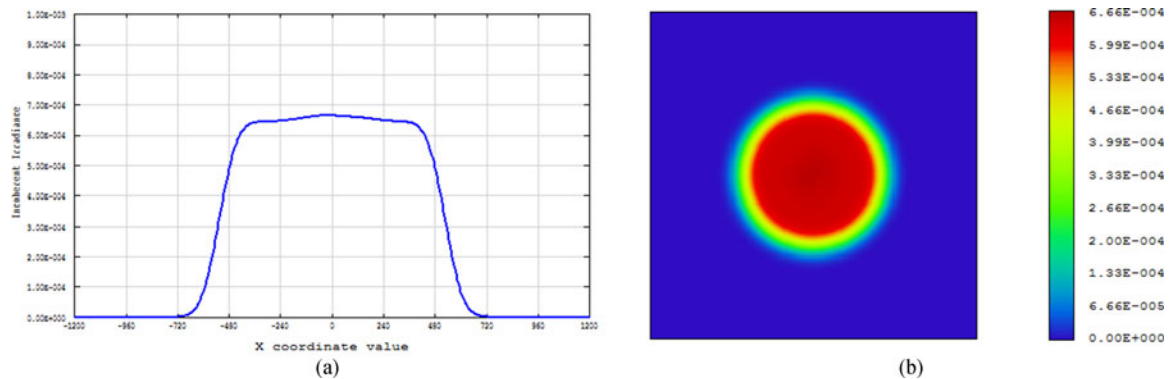 1.00E-003
9.00E-004
8.00E-004
7.00E-004
6.00E-004
5.00E-004
4.00E-004
3.00E-004
2.00E-004
1.00E-004
0.00E+000
Incoherent Irradiance
-1200 -960 -720 -480 -240 0 240 480 720 960 1200
X coordinate value
(a)
6.66E-004
5.99E-004
5.33E-004
4.66E-004
4.00E-004
3.33E-004
2.66E-004
2.00E-004
1.33E-004
6.66E-005
0.00E+000
(b)